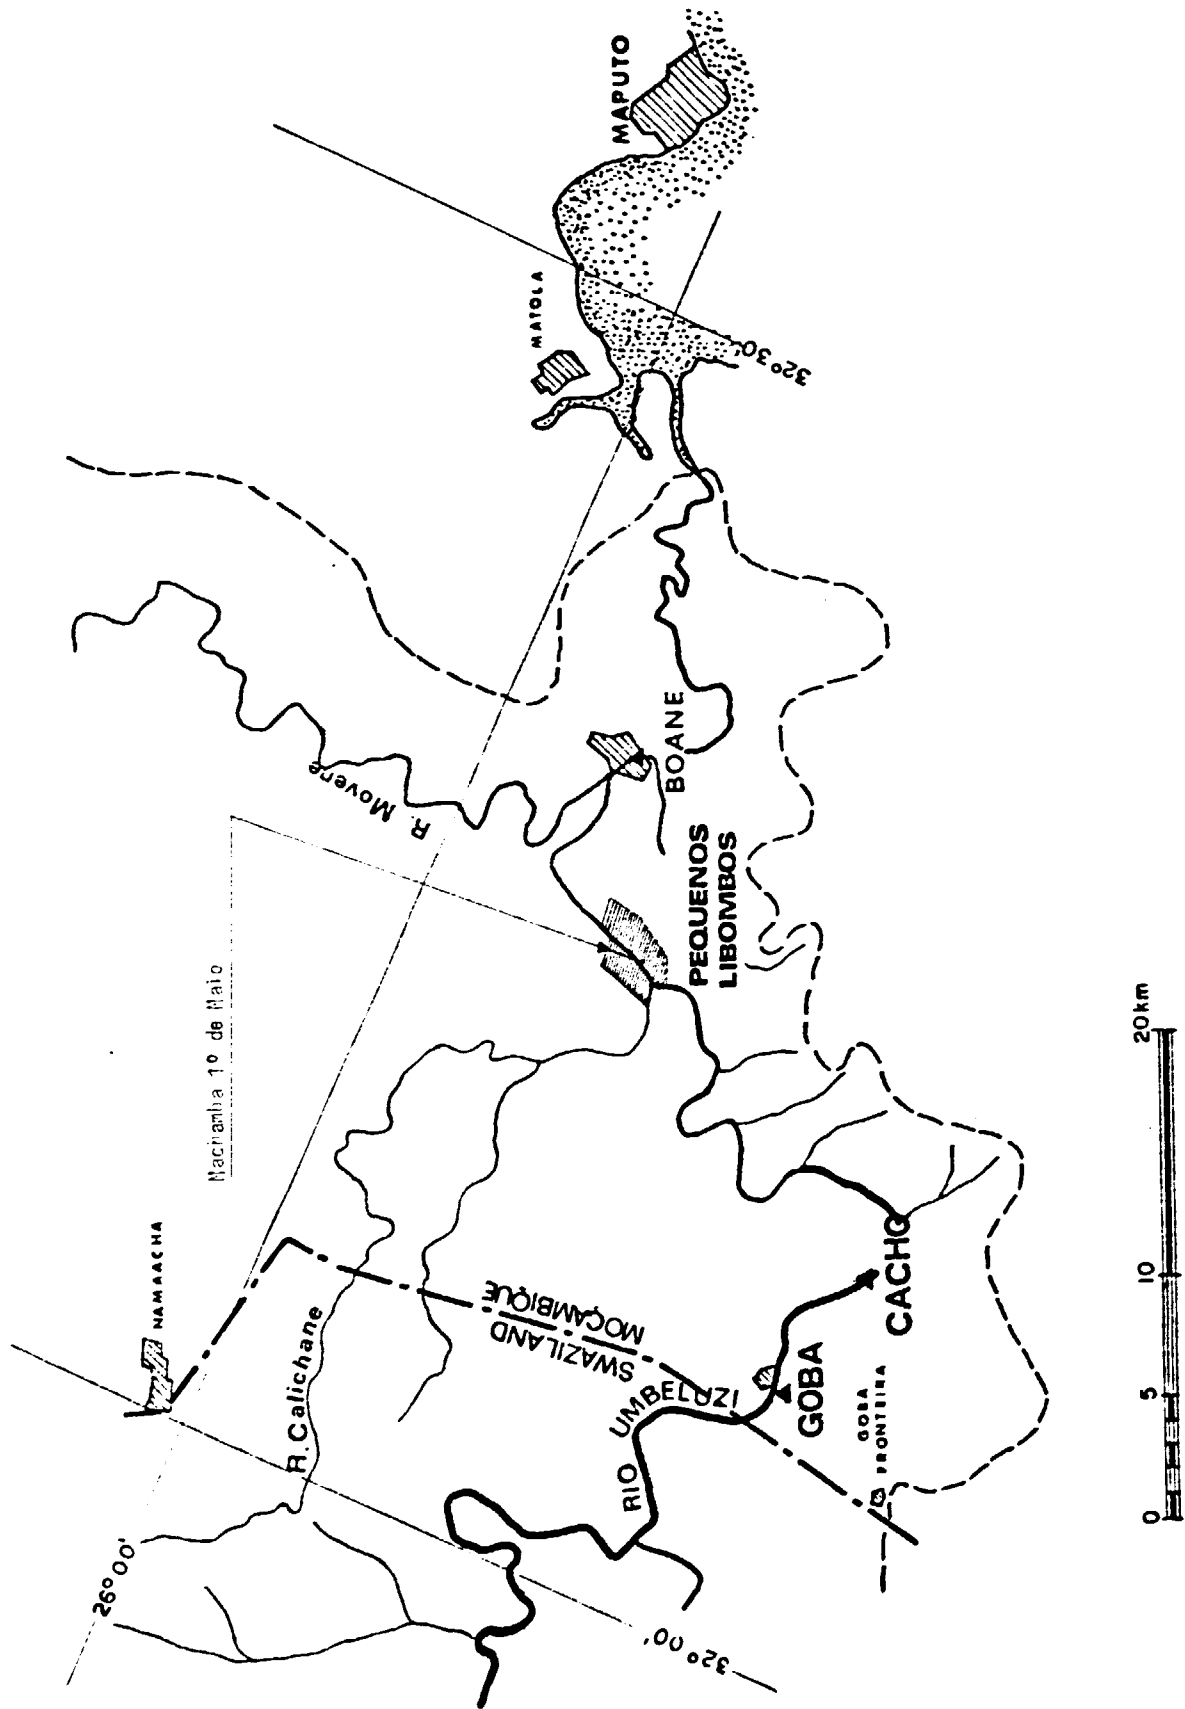 MAPUTO
MATOLA
32°30'
R. Movene
BOANE
Machamba 1º de Maio
PEQUENOS
LIBOMBOS
NAMAACHA
R. Calichane
SWAZILAND
MOÇAMBIQUE
RIO UMBELUZI
GOBA
CACHO
GOBA
FRONTEIRA
26°00'
32°00'
0 5 10 20km